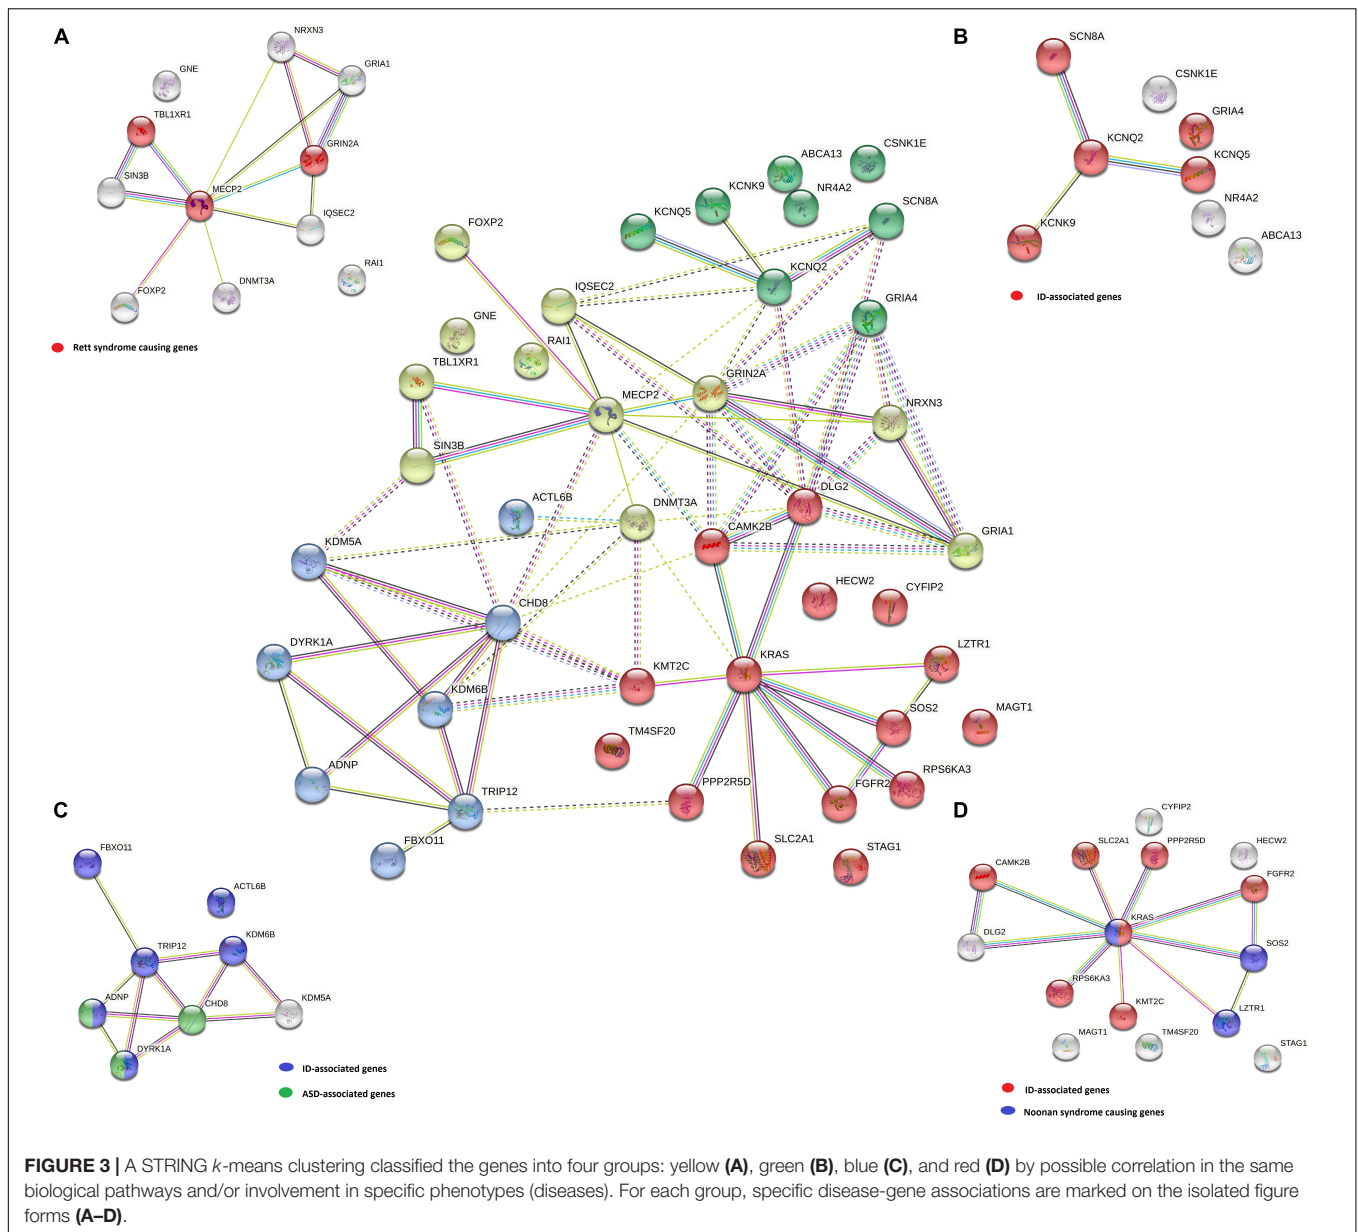 A
NRXN3
GRIA1
GNE
TBL1XR1
GRIN2A
SIN3B
MECP2
IQSEC2
RAI1
DNMT3A
FOXP2
Rett syndrome causing genes
B
SCN8A
CSNK1E
GRIA4
KCNQ2
KCNQ5
NR4A2
KCNK9
ABCA13
ID-associated genes
CSNK1E
ABCA13
KCNK9
NR4A2
SCN8A
KCNQ5
FOXP2
KCNQ2
IQSEC2
GRIA4
GNE
RAI1
TBL1XR1
GRIN2A
MECP2
NRXN3
SIN3B
DLG2
ACTL6B
DNMT3A
CAMK2B
GRIA1
KDM5A
HECW2
CYFIP2
CHD8
DYRK1A
KRAS
LZTR1
KMT2C
KDM6B
SOS2
MAGT1
TM4SF20
ADNP
RPS6KA3
PPP2R5D
FGFR2
TRIP12
FBXO11
SLC2A1
STAG1
C
FBXO11
ACTL6B
KDM6B
TRIP12
ADNP
CHD8
KDM5A
DYRK1A
ID-associated genes
ASD-associated genes
D
CYFIP2
SLC2A1
PPP2R5D
HECW2
CAMK2B
FGFR2
KRAS
DLG2
SOS2
RPS6KA3
KMT2C
LZTR1
MAGT1
TM4SF20
STAG1
ID-associated genes
Noonan syndrome causing genes
FIGURE 3 | A STRING k-means clustering classified the genes into four groups: yellow (A), green (B), blue (C), and red (D) by possible correlation in the same
biological pathways and/or involvement in specific phenotypes (diseases). For each group, specific disease-gene associations are marked on the isolated figure
forms (A–D).